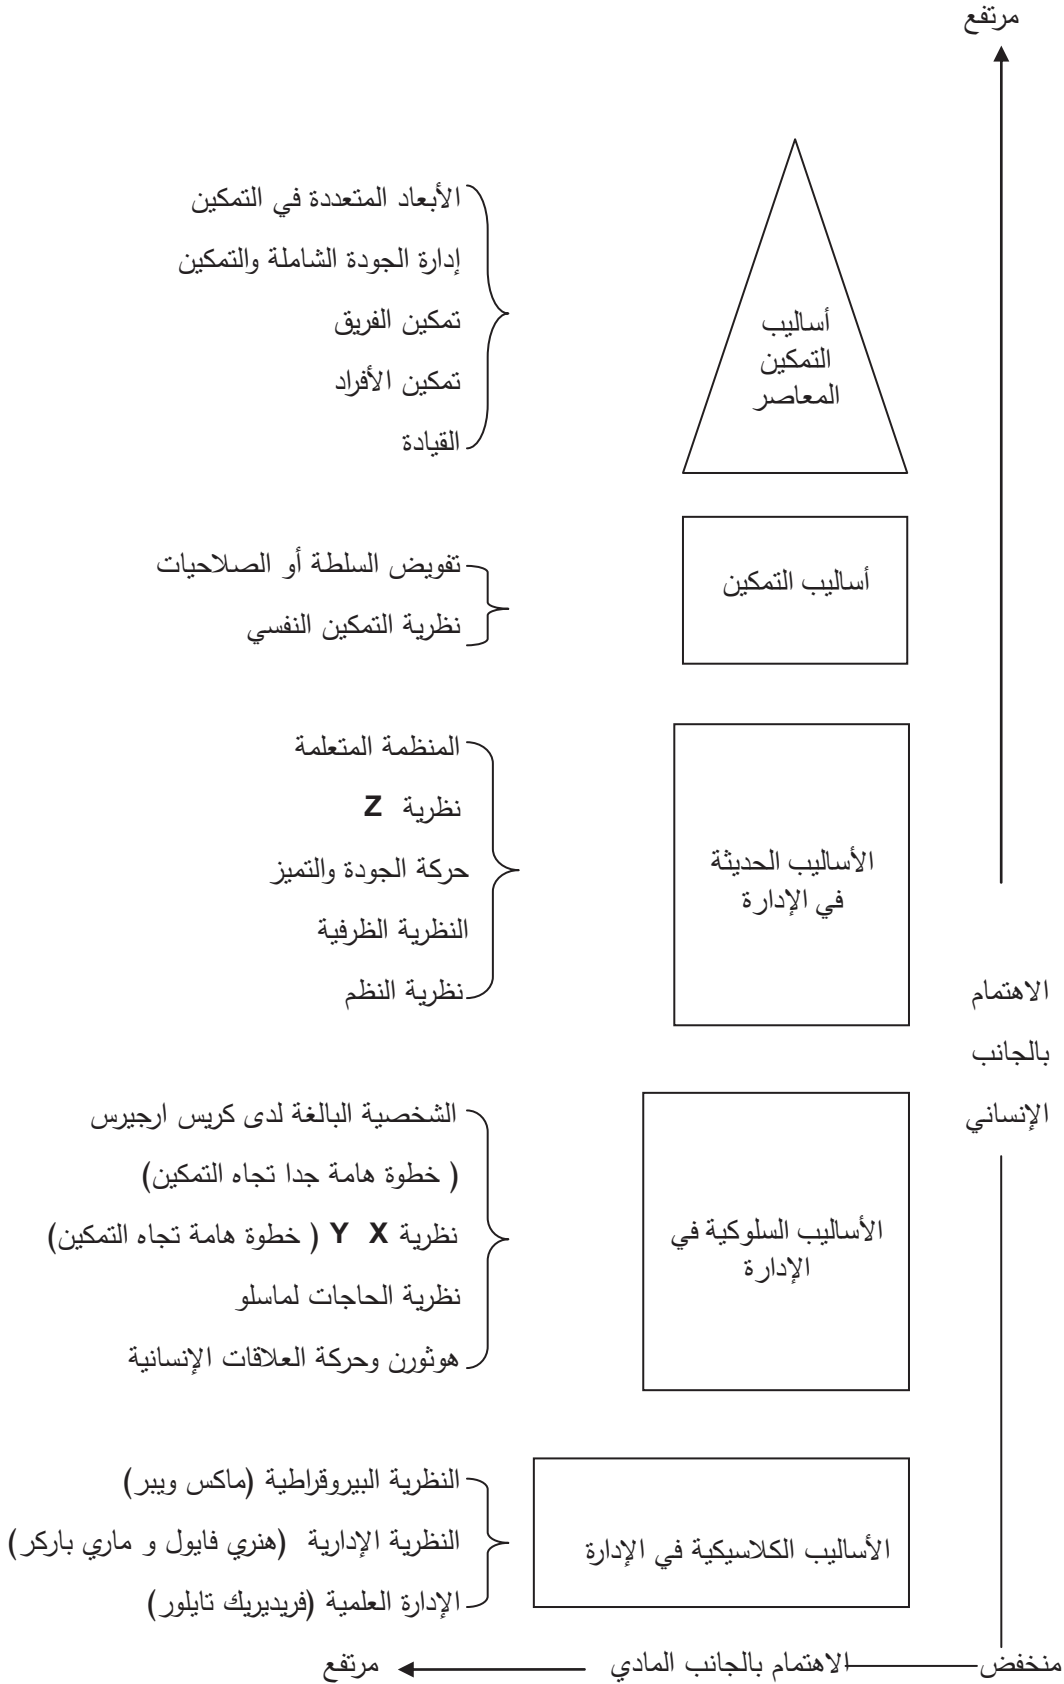 مرتفع
الأبعاد المتعددة في التمكين
إدارة الجودة الشاملة والتمكين
تمكين الفريق
تمكين الأفراد
القيادة
أساليب
التمكين
المعاصر
تفويض السلطة أو الصلاحيات
نظرية التمكين النفسي
أساليب التمكين
المنظمة المتعلمة
نظرية Z
حركة الجودة والتميز
النظرية الظرفية
نظرية النظم
الأساليب الحديثة
في الإدارة
الاهتمام
بالجانب
الإنساني
الشخصية البالغة لدى كريس ارجيرس
( خطوة هامة جدا تجاه التمكين)
نظرية X Y ( خطوة هامة تجاه التمكين)
نظرية الحاجات لماسلو
هوثورن وحركة العلاقات الإنسانية
الأساليب السلوكية في
الإدارة
النظرية البيروقراطية (ماكس ويبر)
النظرية الإدارية (هنري فايول و ماري باركر)
الإدارة العلمية (فريديريك تايلور)
الأساليب الكلاسيكية في الإدارة
منخفض الاهتمام بالجانب المادي مرتفع